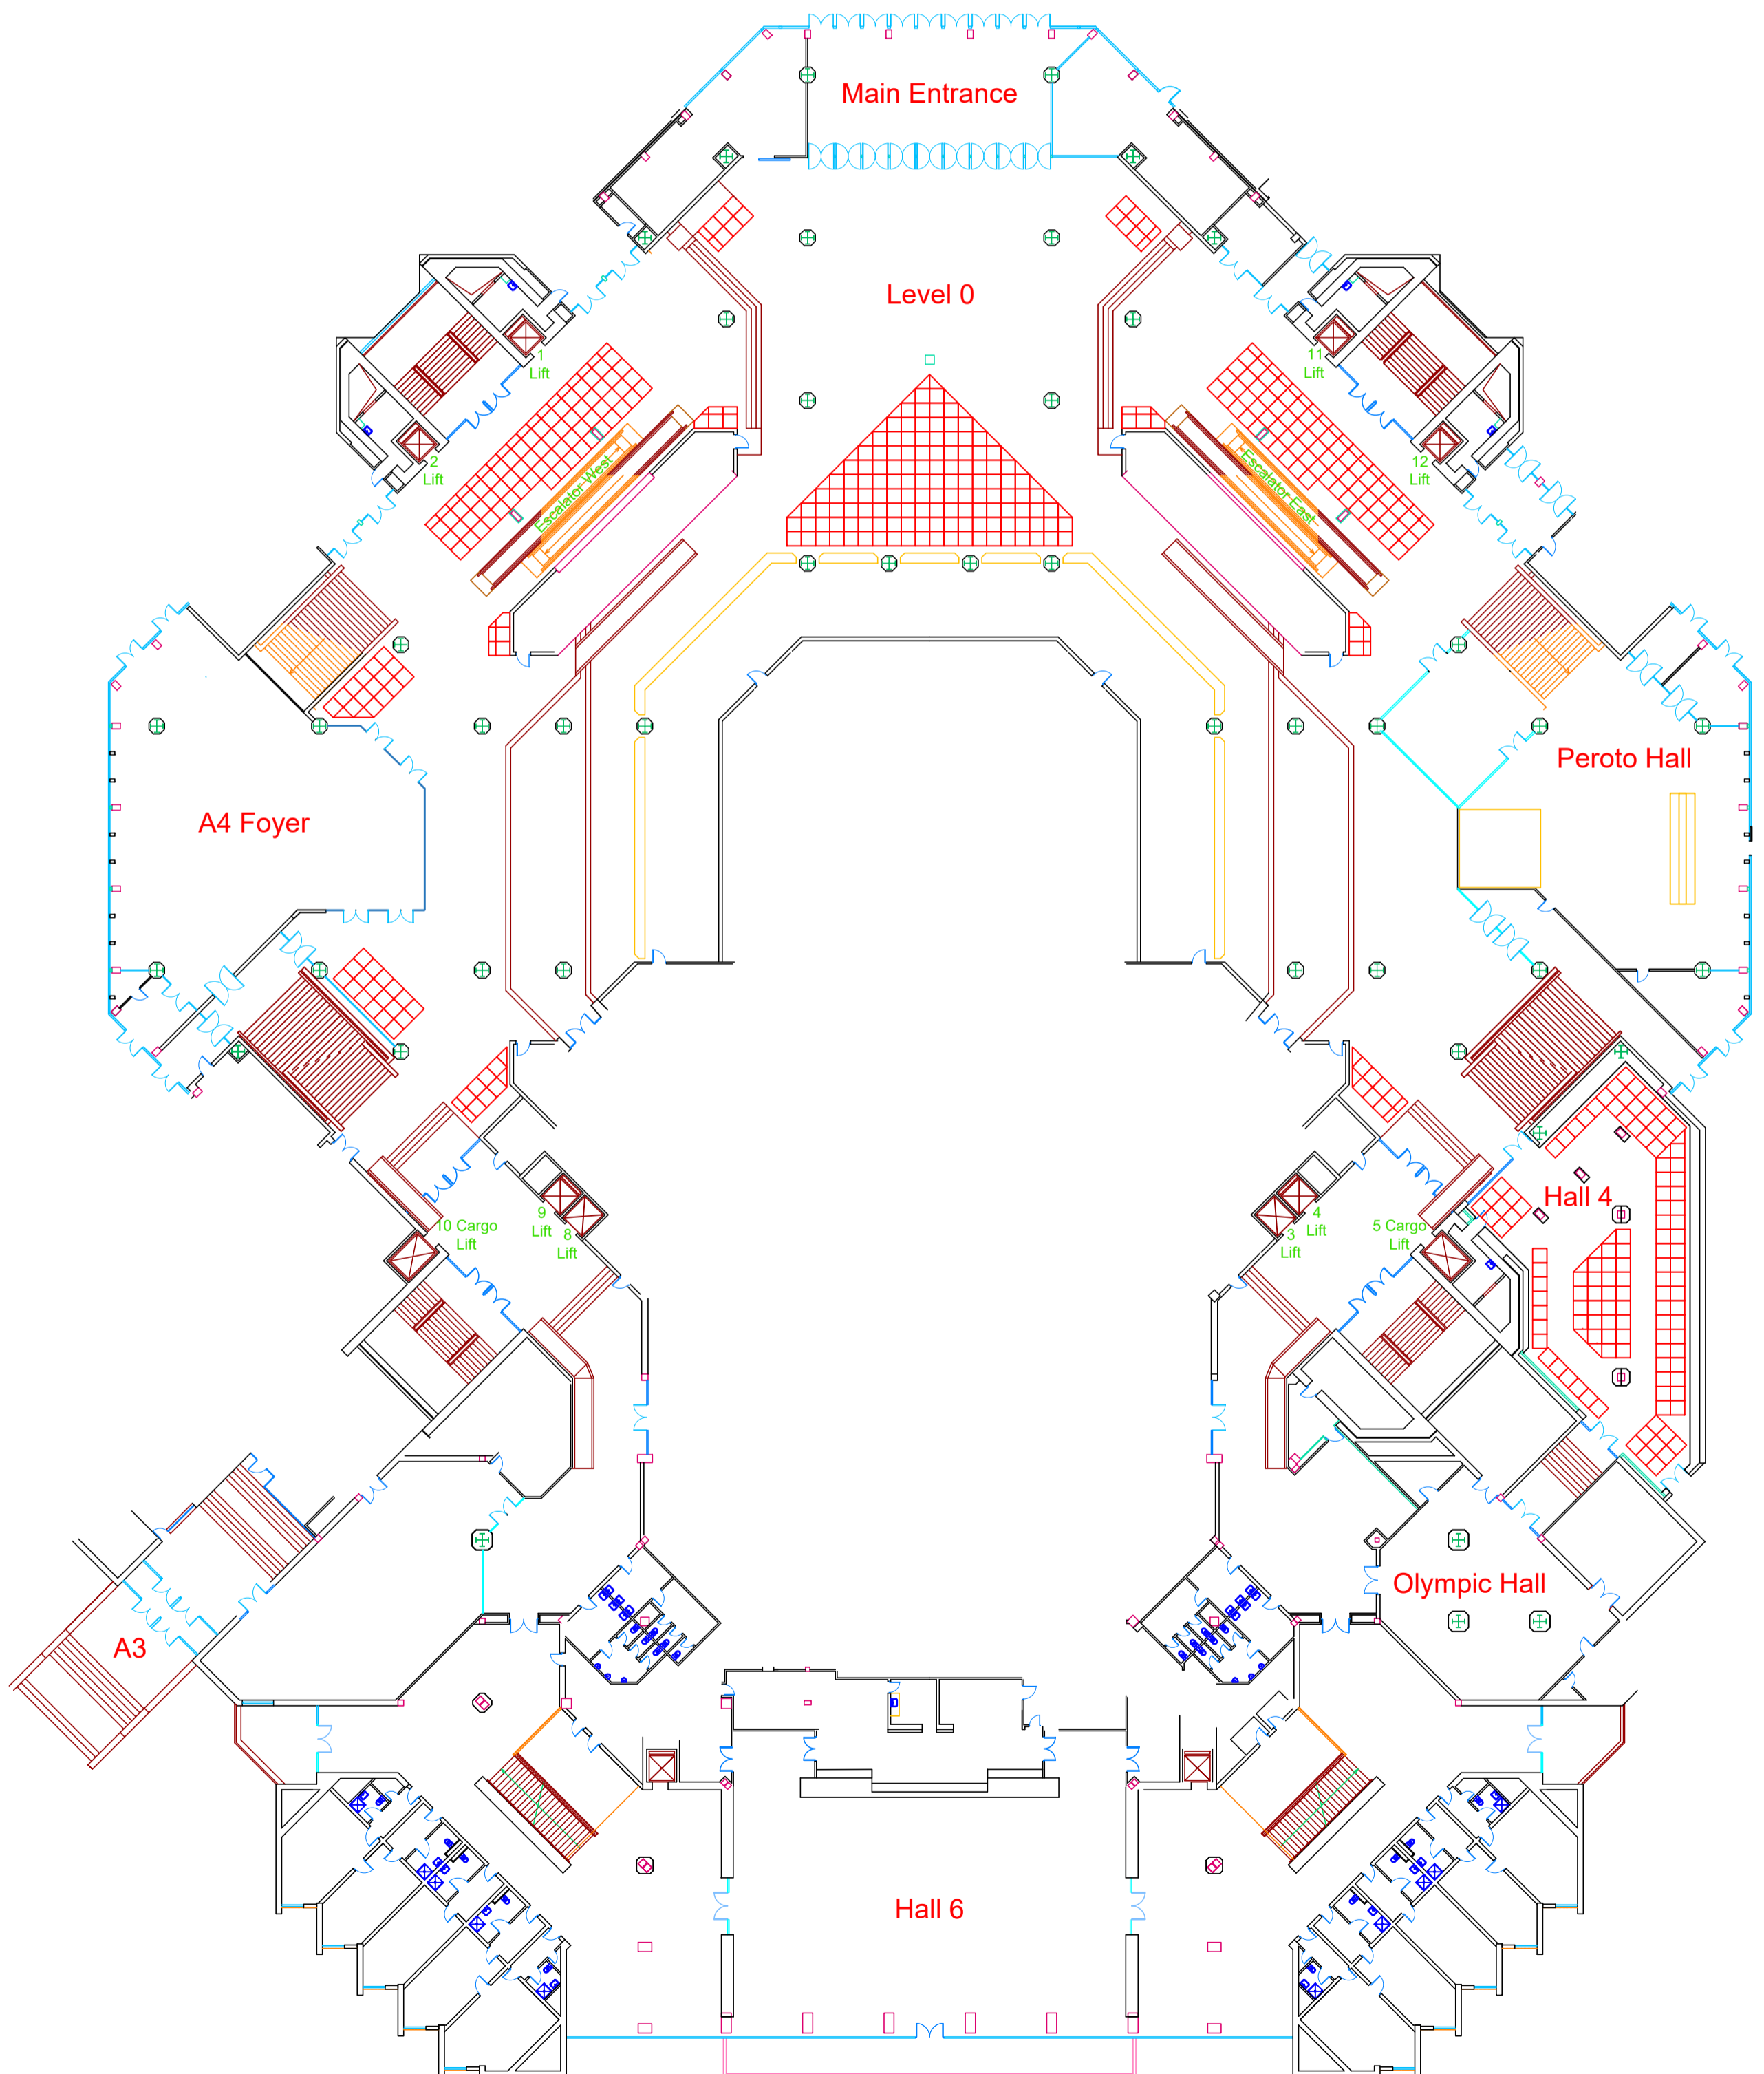 Main Entrance
Level 0
1
Lift
11
Lift
2
Lift
12
Lift
Escalator West
Escalator East
Peroto Hall
A4 Foyer
Hall 4
9
Lift
8
Lift
10 Cargo
Lift
4
Lift
3
Lift
5 Cargo
Lift
Olympic Hall
A3
Hall 6